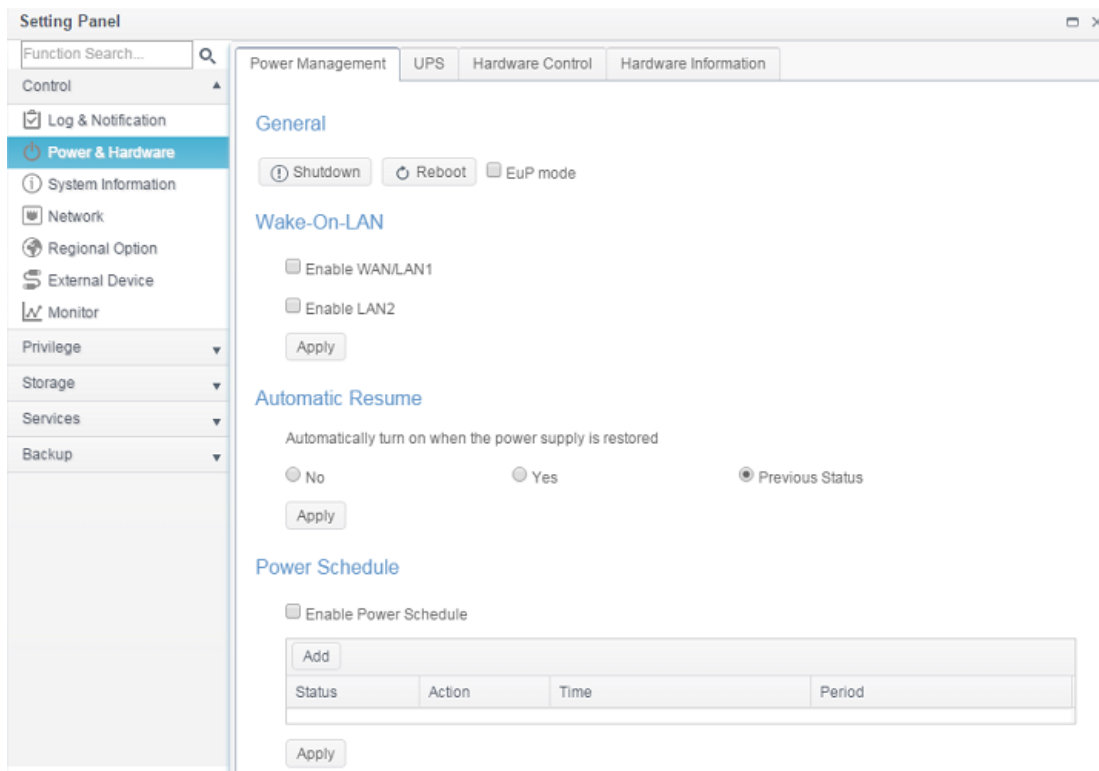 Setting Panel
Function Search...
Control
Log & Notification
Power & Hardware
System Information
Network
Regional Option
External Device
Monitor
Privilege
Storage
Services
Backup
Power Management UPS Hardware Control Hardware Information
General
Shutdown Reboot EuP mode
Wake-On-LAN
Enable WAN/LAN1
Enable LAN2
Apply
Automatic Resume
Automatically turn on when the power supply is restored
No Yes Previous Status
Apply
Power Schedule
Enable Power Schedule
Add
Status Action Time Period
Apply